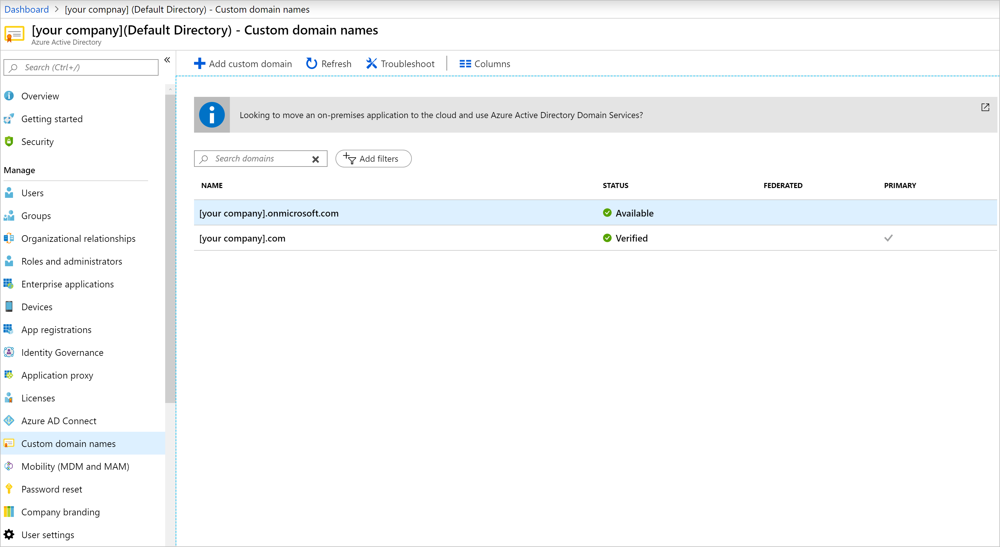 Dashboard > [your compnay] (Default Directory) - Custom domain names
[your company](Default Directory) - Custom domain names
Azure Active Directory
Search (Ctrl+/)
Overview
Getting started
Security
Manage
Users
Groups
Organizational relationships
Roles and administrators
Enterprise applications
Devices
App registrations
Identity Governance
Application proxy
Licenses
Azure AD Connect
Custom domain names
Mobility (MDM and MAM)
Password reset
Company branding
User settings
Add custom domain Refresh Troubleshoot Columns
Looking to move an on-premises application to the cloud and use Azure Active Directory Domain Services?
Search domains Add filters
NAME STATUS FEDERATED PRIMARY
[your company].onmicrosoft.com Available
[your company].com Verified